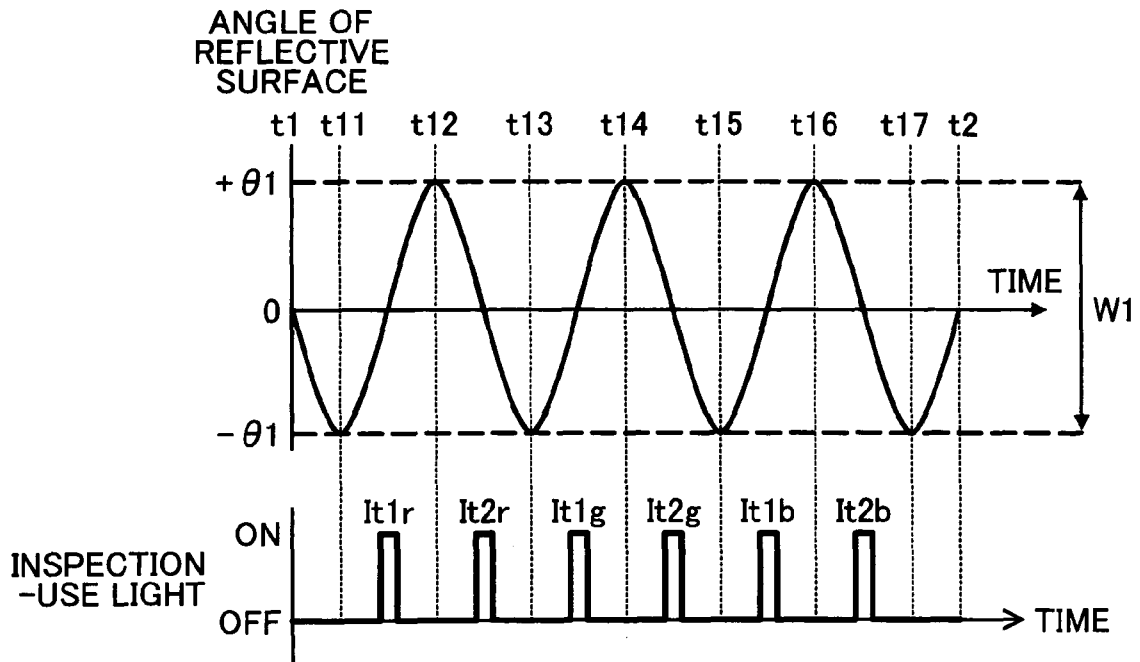 ANGLE OF
REFLECTIVE
SURFACE
t1 t11 t12 t13 t14 t15 t16 t17 t2
+θ1
TIME
0
W1
-θ1
It1r It2r It1g It2g It1b It2b
ON
INSPECTION
-USE LIGHT
OFF
TIME